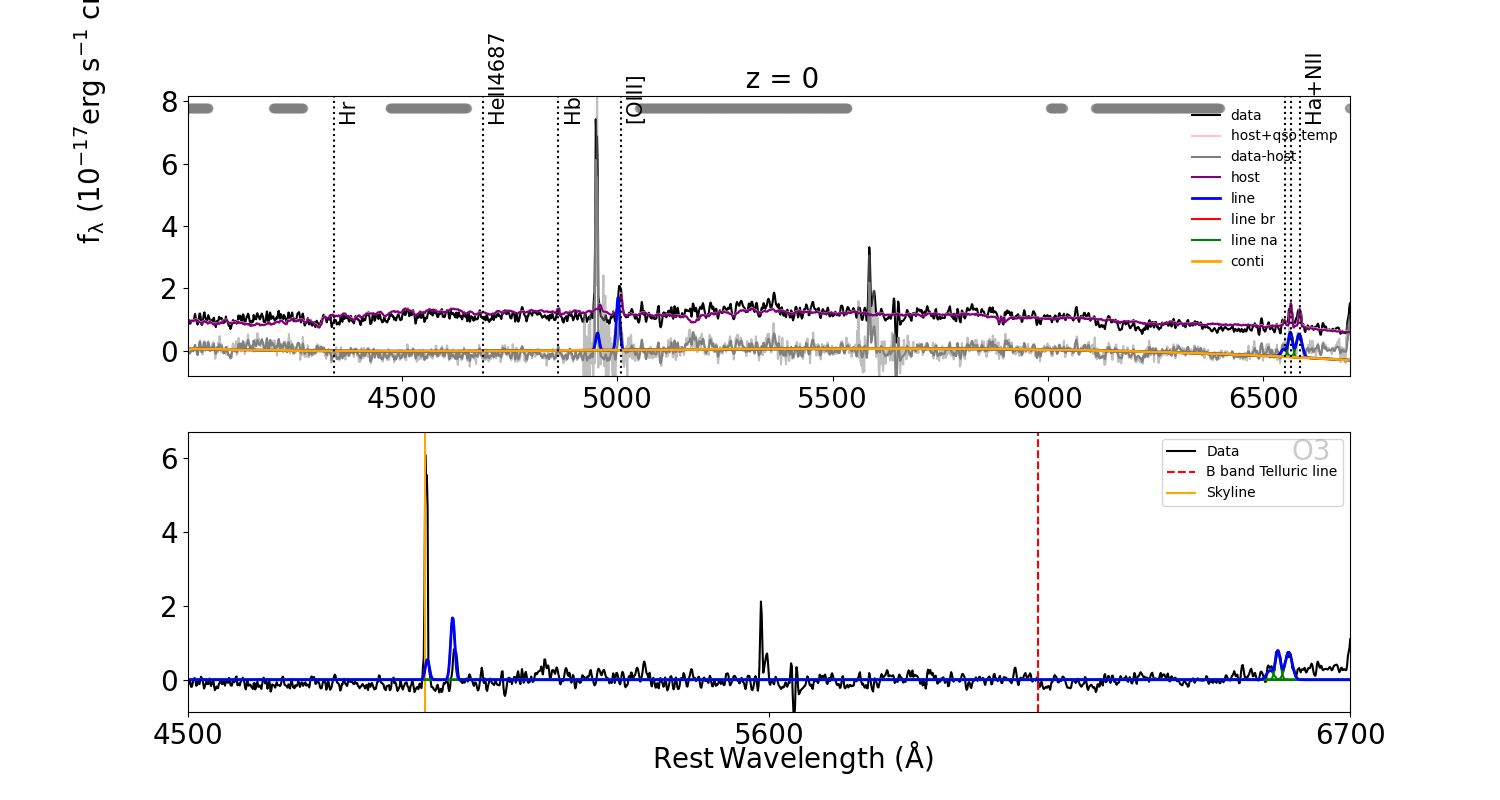 z = 0
f_λ (10^−17 erg s^−1 c
Hr
HeII4687
Hb
[OIII]
Ha+NII
8
6
4
2
0
data
host+qso temp
data-host
host
line
line br
line na
conti
4500 5000 5500 6000 6500
O3
Data
B band Telluric line
Skyline
6
4
2
0
4500 5600 6700
Rest Wavelength (Å)